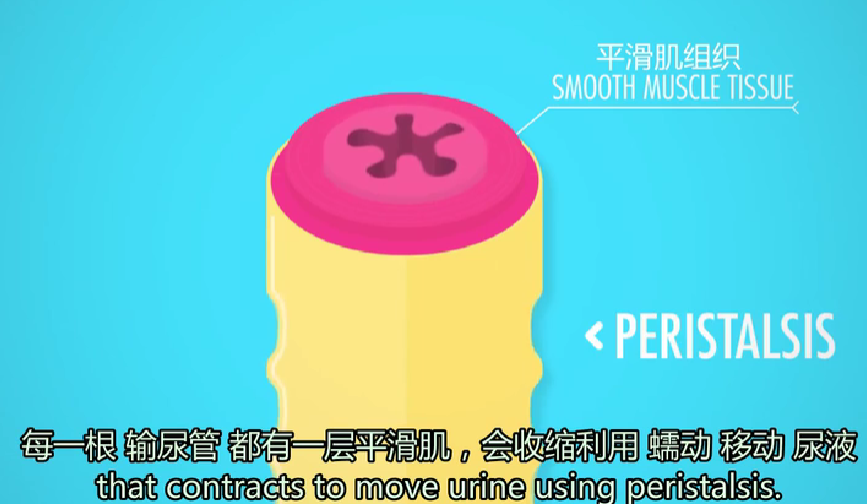 平滑肌组织
SMOOTH MUSCLE TISSUE
< PERISTALSIS
每一根 输尿管 都有一层平滑肌，会收缩利用 蠕动 移动 尿液
that contracts to move urine using peristalsis.